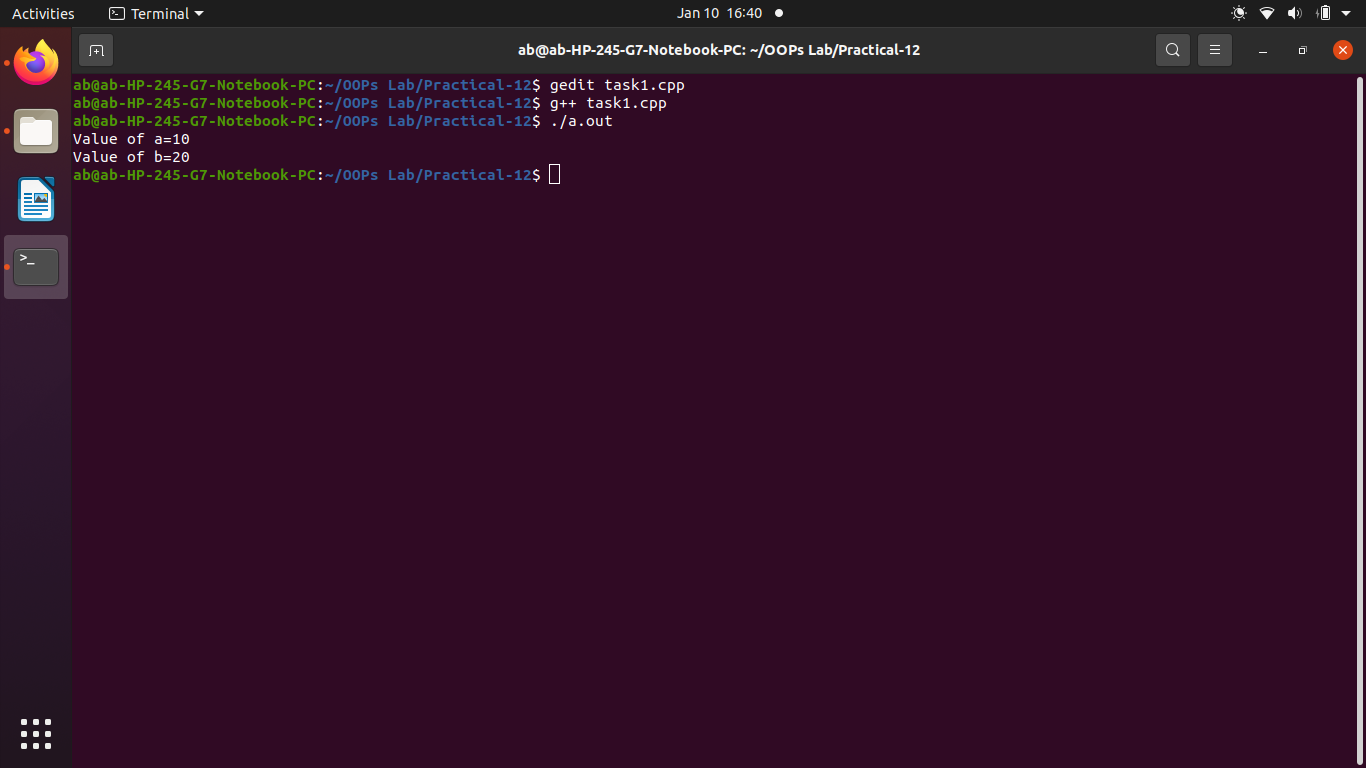 Activities Terminal Jan 10 16:40
ab@ab-HP-245-G7-Notebook-PC: ~/OOPs Lab/Practical-12
ab@ab-HP-245-G7-Notebook-PC:~/OOPs Lab/Practical-12$ gedit task1.cpp
ab@ab-HP-245-G7-Notebook-PC:~/OOPs Lab/Practical-12$ g++ task1.cpp
ab@ab-HP-245-G7-Notebook-PC:~/OOPs Lab/Practical-12$ ./a.out
Value of a=10
Value of b=20
ab@ab-HP-245-G7-Notebook-PC:~/OOPs Lab/Practical-12$
>_